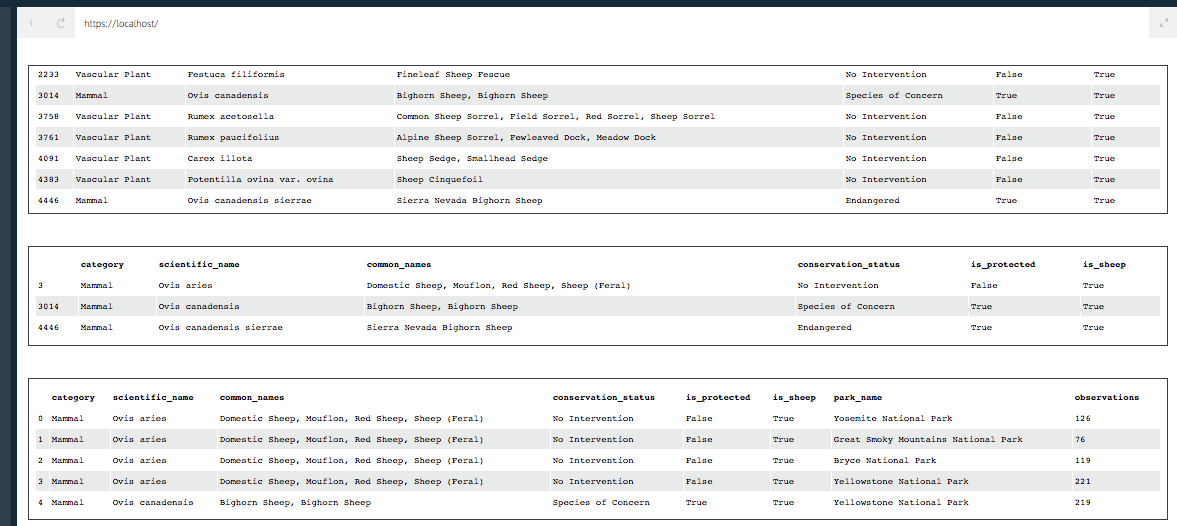 https://localhost/
2233 Vascular Plant Festuca filiformis Fineleaf Sheep Fescue No Intervention False True
3014 Mammal Ovis canadensis Bighorn Sheep, Bighorn Sheep Species of Concern True True
3758 Vascular Plant Rumex acetosella Common Sheep Sorrel, Field Sorrel, Red Sorrel, Sheep Sorrel No Intervention False True
3761 Vascular Plant Rumex paucifolius Alpine Sheep Sorrel, Fewleaved Dock, Meadow Dock No Intervention False True
4091 Vascular Plant Carex illota Sheep Sedge, Smallhead Sedge No Intervention False True
4383 Vascular Plant Potentilla ovina var. ovina Sheep Cinquefoil No Intervention False True
4446 Mammal Ovis canadensis sierrae Sierra Nevada Bighorn Sheep Endangered True True
category scientific_name common_names conservation_status is_protected is_sheep
3 Mammal Ovis aries Domestic Sheep, Mouflon, Red Sheep, Sheep (Feral) No Intervention False True
3014 Mammal Ovis canadensis Bighorn Sheep, Bighorn Sheep Species of Concern True True
4446 Mammal Ovis canadensis sierrae Sierra Nevada Bighorn Sheep Endangered True True
category scientific_name common_names conservation_status is_protected is_sheep park_name observations
0 Mammal Ovis aries Domestic Sheep, Mouflon, Red Sheep, Sheep (Feral) No Intervention False True Yosemite National Park 126
1 Mammal Ovis aries Domestic Sheep, Mouflon, Red Sheep, Sheep (Feral) No Intervention False True Great Smoky Mountains National Park 76
2 Mammal Ovis aries Domestic Sheep, Mouflon, Red Sheep, Sheep (Feral) No Intervention False True Bryce National Park 119
3 Mammal Ovis aries Domestic Sheep, Mouflon, Red Sheep, Sheep (Feral) No Intervention False True Yellowstone National Park 221
4 Mammal Ovis canadensis Bighorn Sheep, Bighorn Sheep Species of Concern True True Yellowstone National Park 219